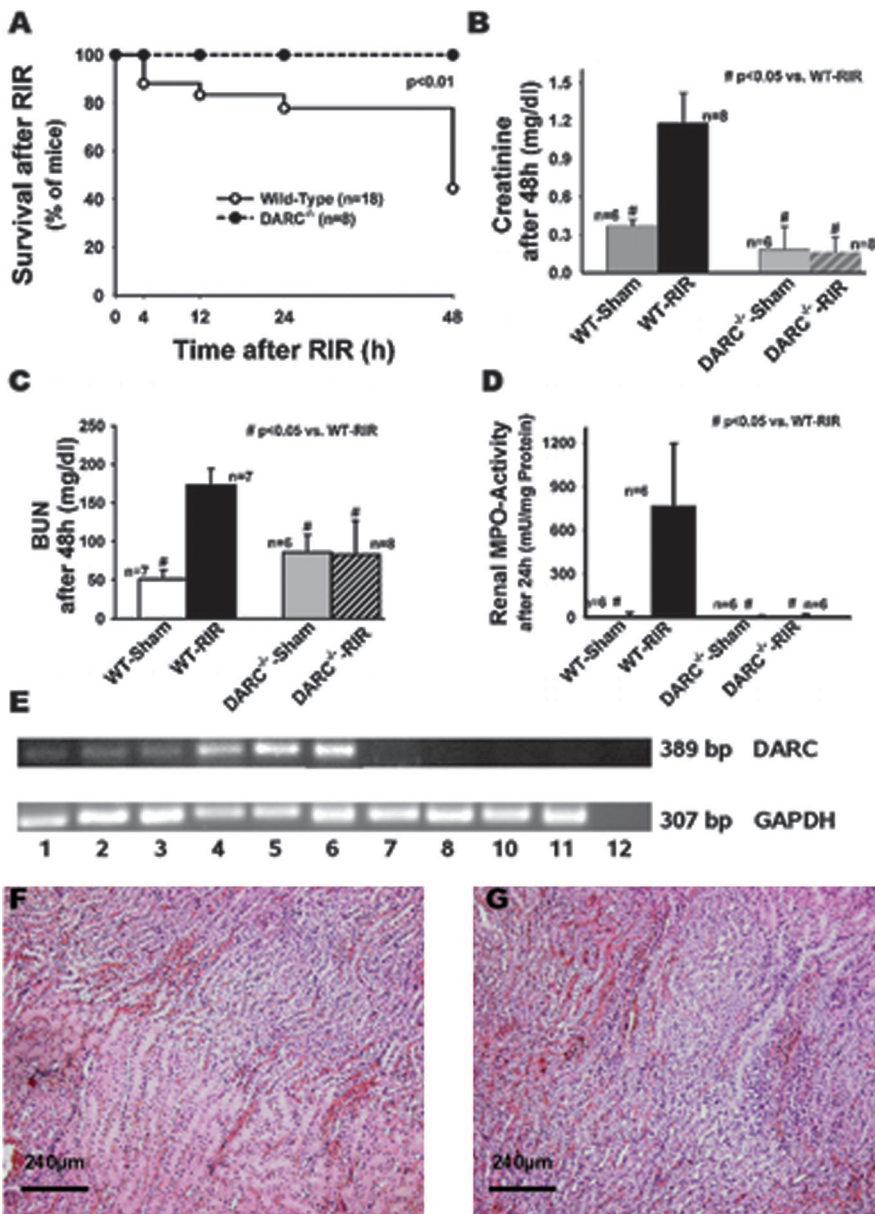 A
Survival after RIR
(% of mice)
100
80
60
40
20
0
p<0.01
Wild-Type (n=18)
DARC-/- (n=8)
0 4 12 24 48
Time after RIR (h)
B
Creatinine
after 48h (mg/dl)
1.5
1.2
0.9
0.6
0.3
0.0
# p<0.05 vs. WT-RIR
n=6 #
n=8
n=6 #
# n=8
WT-Sham
WT-RIR
DARC-/--Sham
DARC-/--RIR
C
BUN
after 48h (mg/dl)
250
200
150
100
50
0
# p<0.05 vs. WT-RIR
n=7 #
n=7
n=6 #
# n=8
WT-Sham
WT-RIR
DARC-/--Sham
DARC-/--RIR
D
Renal MPO-Activity
after 24h (mU/mg Protein)
1200
900
600
300
0
# p<0.05 vs. WT-RIR
n=6 #
n=6
n=6 #
# n=6
WT-Sham
WT-RIR
DARC-/--Sham
DARC-/--RIR
E
389 bp DARC
307 bp GAPDH
1 2 3 4 5 6 7 8 10 11 12
F
240μm
G
240μm